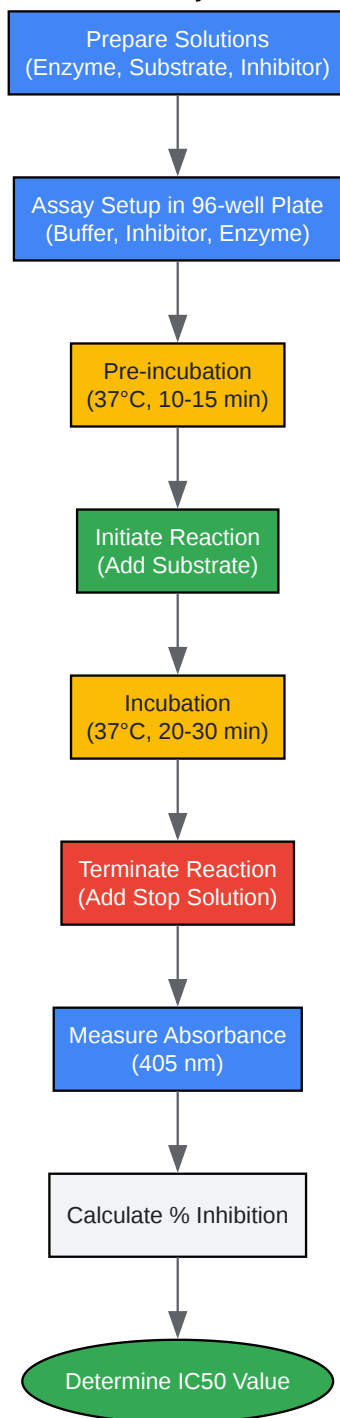 Prepare Solutions
(Enzyme, Substrate, Inhibitor)
Assay Setup in 96-well Plate
(Buffer, Inhibitor, Enzyme)
Pre-incubation
(37°C, 10-15 min)
Initiate Reaction
(Add Substrate)
Incubation
(37°C, 20-30 min)
Terminate Reaction
(Add Stop Solution)
Measure Absorbance
(405 nm)
Calculate % Inhibition
Determine IC50 Value